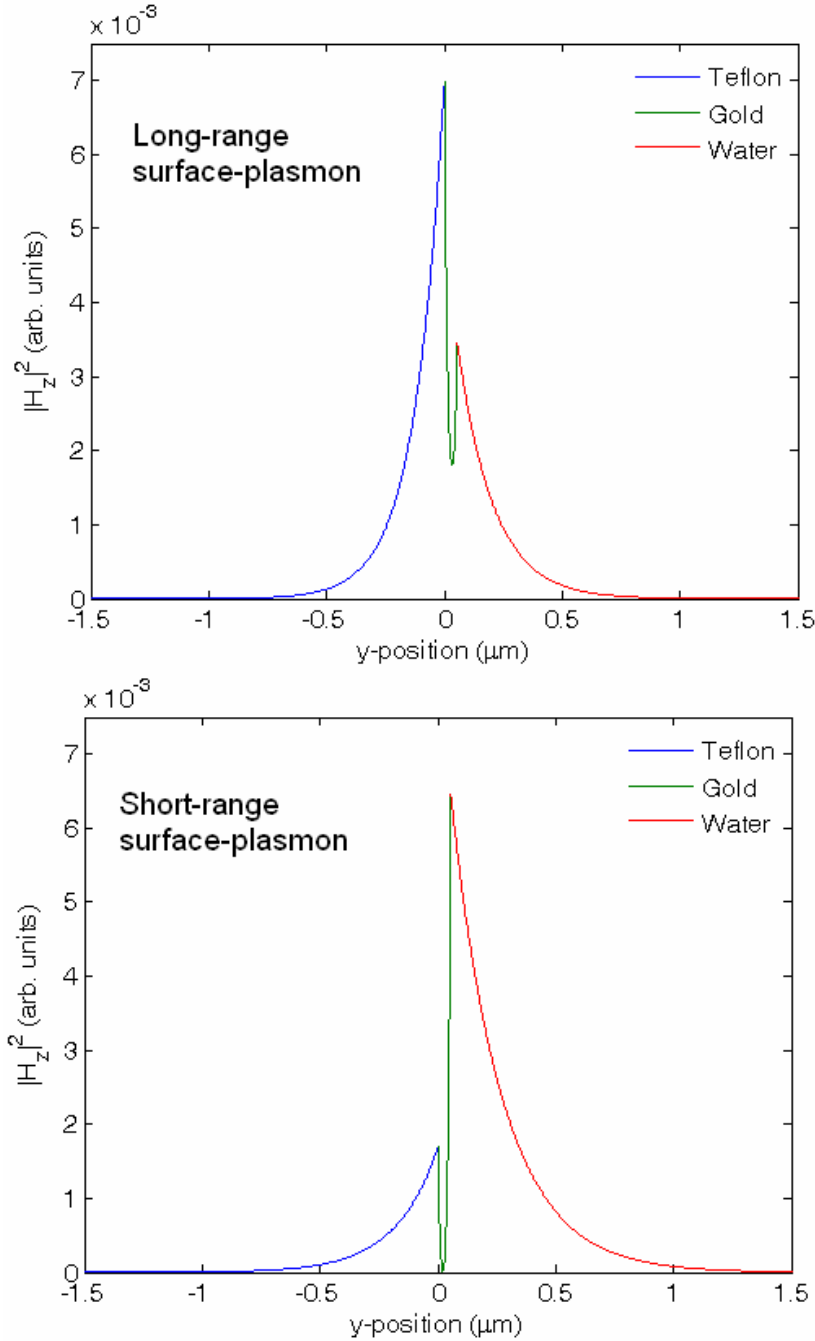 x 10-3
7
6
5
4
3
2
1
0
-1.5
-1
-0.5
0
0.5
1
1.5
|Hz|2 (arb. units)
y-position (μm)
Long-range
surface-plasmon
Teflon
Gold
Water
x 10-3
7
6
5
4
3
2
1
0
-1.5
-1
-0.5
0
0.5
1
1.5
|Hz|2 (arb. units)
y-position (μm)
Short-range
surface-plasmon
Teflon
Gold
Water